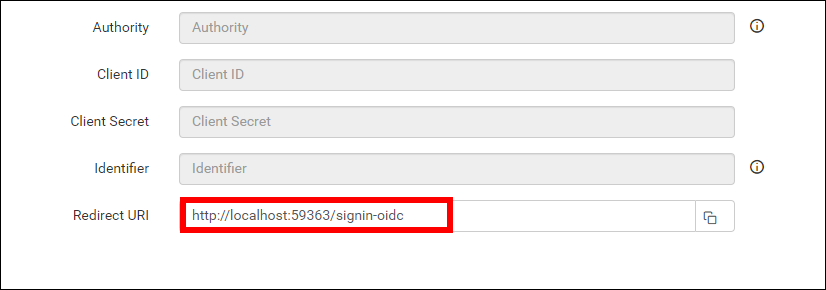 Authority Authority
Client ID Client ID
Client Secret Client Secret
Identifier Identifier
Redirect URI http://localhost:59363/signin-oidc